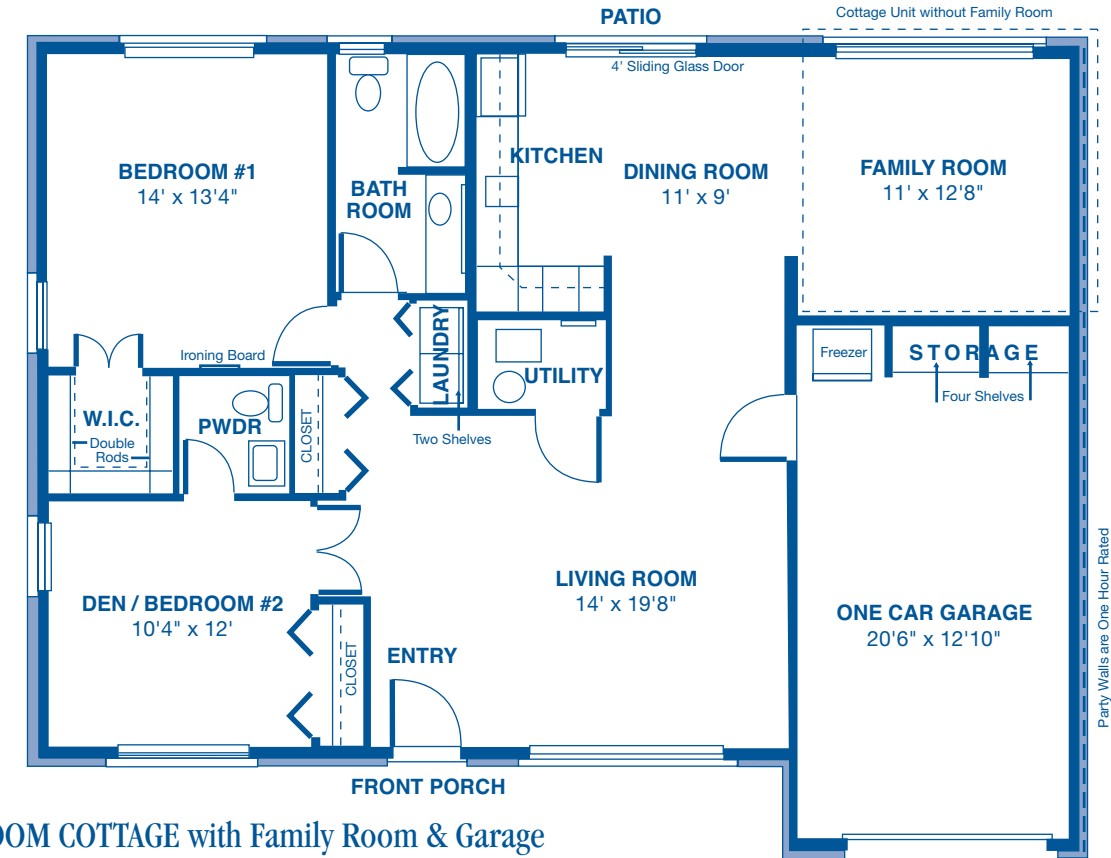 PATIO
Cottage Unit without Family Room
4' Sliding Glass Door
BEDROOM #1
14' x 13'4"
BATH
ROOM
KITCHEN
DINING ROOM
11' x 9'
FAMILY ROOM
11' x 12'8"
Ironing Board
LAUNDRY
UTILITY
Freezer
STORAGE
Four Shelves
W.I.C.
Double
Rods
PWDR
CLOSET
Two Shelves
DEN / BEDROOM #2
10'4" x 12'
LIVING ROOM
14' x 19'8"
ONE CAR GARAGE
20'6" x 12'10"
Party Walls are One Hour Rated
ENTRY
CLOSET
FRONT PORCH
COTTAGE with Family Room & Garage